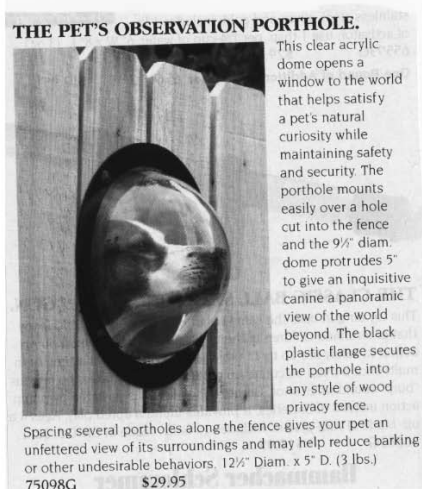 THE PET'S OBSERVATION PORTHOLE.
This clear acrylic
dome opens a
window to the world
that helps satisfy
a pet's natural
curiosity while
maintaining safety
and security. The
porthole mounts
easily over a hole
cut into the fence
and the 9½" diam.
dome protrudes 5"
to give an inquisitive
canine a panoramic
view of the world
beyond. The black
plastic flange secures
the porthole into
any style of wood
privacy fence.
Spacing several portholes along the fence gives your pet an
unfettered view of its surroundings and may help reduce barking
or other undesirable behaviors. 12½" Diam. x 5" D. (3 lbs.)
75098G $29.95